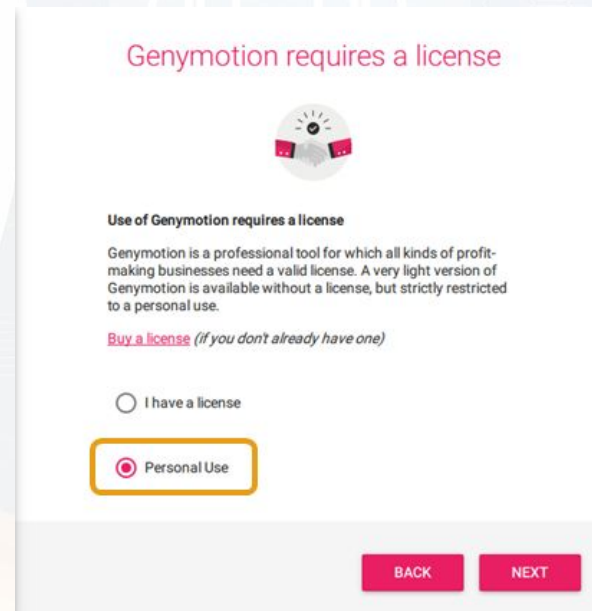 Genymotion requires a license
Use of Genymotion requires a license
Genymotion is a professional tool for which all kinds of profit-
making businesses need a valid license. A very light version of
Genymotion is available without a license, but strictly restricted
to a personal use.
Buy a license (if you don't already have one)
I have a license
Personal Use
BACK NEXT